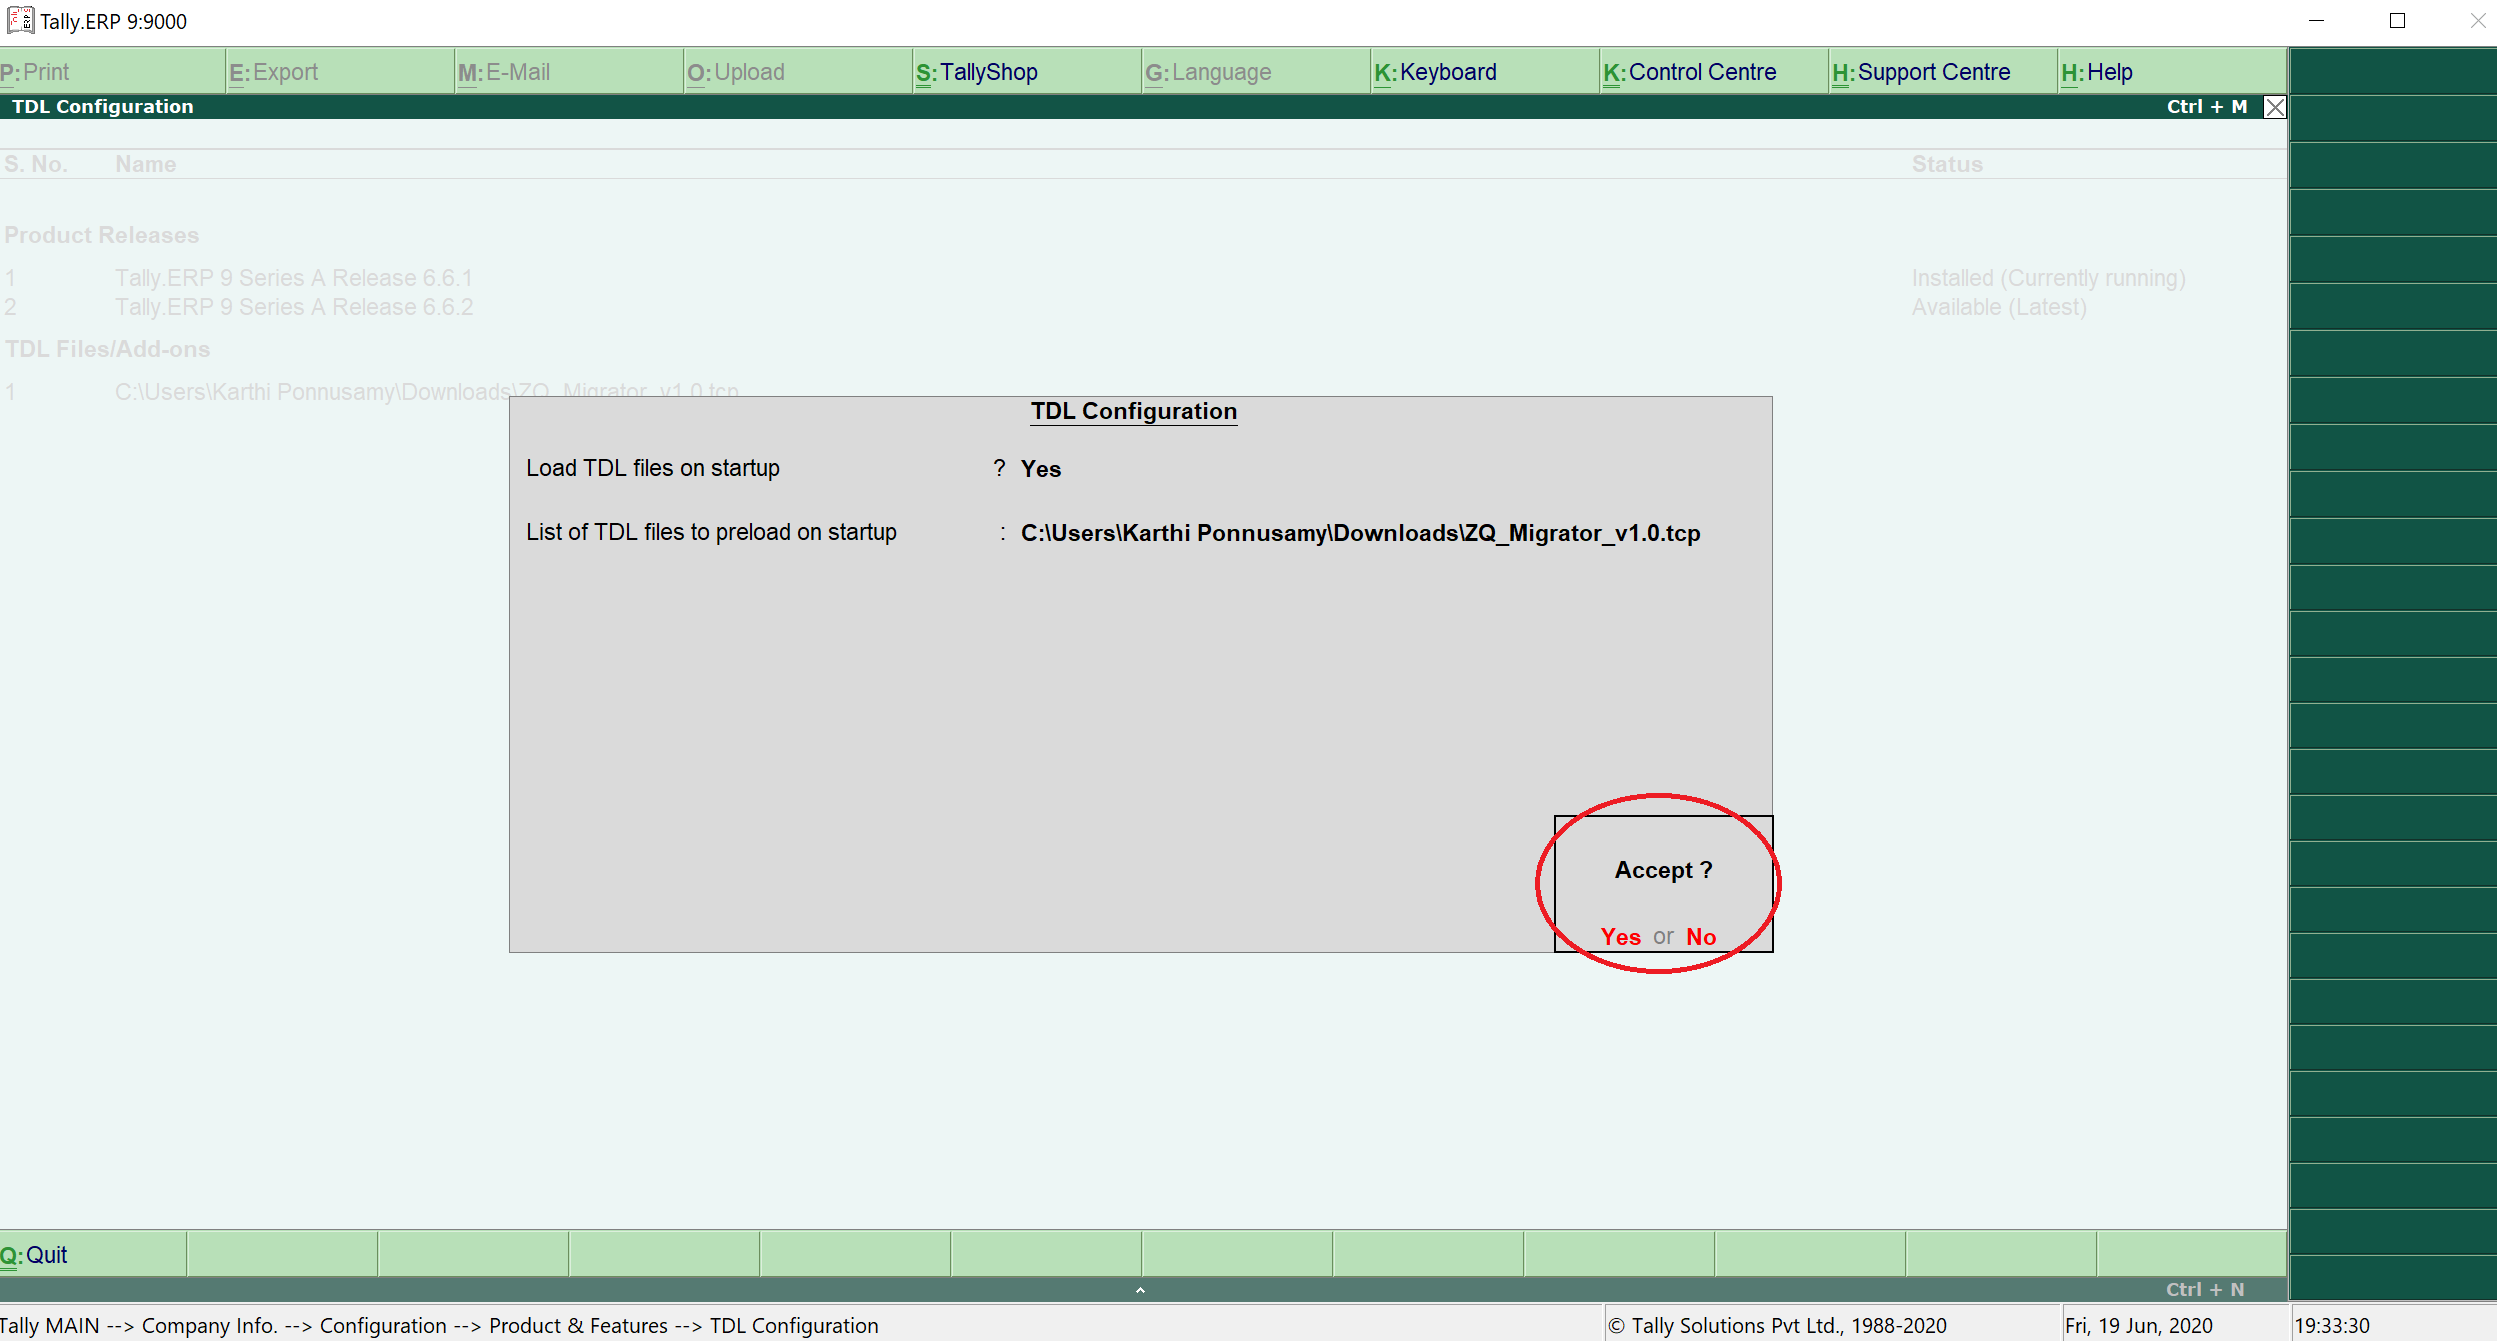 Tally.ERP 9:9000
P:Print E:Export M:E-Mail O:Upload S:TallyShop G:Language K:Keyboard K:Control Centre H:Support Centre H:Help
TDL Configuration Ctrl + M
S. No. Name Status
Product Releases
1 Tally.ERP 9 Series A Release 6.6.1 Installed (Currently running)
2 Tally.ERP 9 Series A Release 6.6.2 Available (Latest)
TDL Files/Add-ons
1 C:\Users\Karthi Ponnusamy\Downloads\ZQ_Migrator_v1.0.tcp
TDL Configuration
Load TDL files on startup ? Yes
List of TDL files to preload on startup : C:\Users\Karthi Ponnusamy\Downloads\ZQ_Migrator_v1.0.tcp
Accept ?
Yes or No
Q:Quit
Ctrl + N
Tally MAIN --> Company Info. --> Configuration --> Product & Features --> TDL Configuration © Tally Solutions Pvt Ltd., 1988-2020 Fri, 19 Jun, 2020 19:33:30